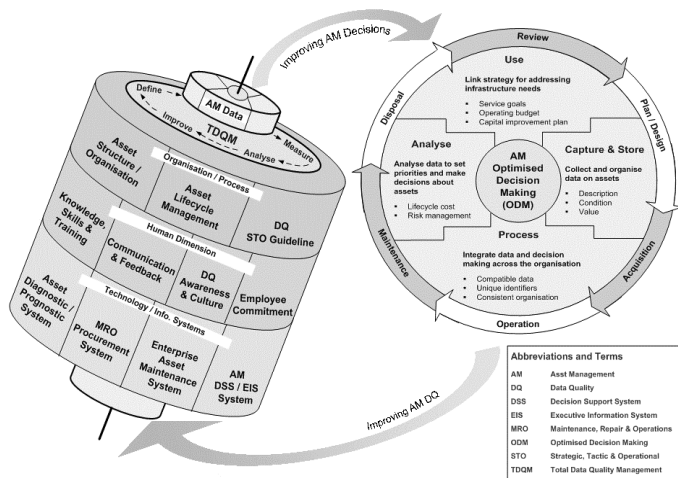 Improving AM Decisions
AM Data
Define
Measure
Analyse
Improve
TDQM
Organisation / Process
Asset
Structure /
Organisation
Asset
Lifecycle
Management
DQ
STO Guideline
Human Dimension
Knowledge,
Skills &
Training
Communication
& Feedback
DQ
Awareness
& Culture
Employee
Commitment
Technology / Info. Systems
Asset
Diagnostic /
Prognostic
System
MRO
Procurement
System
Enterprise
Asset
Maintenance
System
AM
DSS / EIS
System
Improving AM DQ
Review
Plan / Design
Acquisition
Operation
Maintenance
Disposal
Use
Link strategy for addressing
infrastructure needs
• Service goals
• Operating budget
• Capital improvement plan
Analyse
Analyse data to set
priorities and make
decisions about
assets
• Lifecycle cost
• Risk management
AM
Optimised
Decision
Making
(ODM)
Capture & Store
Collect and organise
data on assets
• Description
• Condition
• Value
Process
Integrate data and decision
making across the organisation
• Compatible data
• Unique identifiers
• Consistent organisation
Abbreviations and Terms
AM Asst Management
DQ Data Quality
DSS Decision Support System
EIS Executive Information System
MRO Maintenance, Repair & Operations
ODM Optimised Decision Making
STO Strategic, Tactic & Operational
TDQM Total Data Quality Management